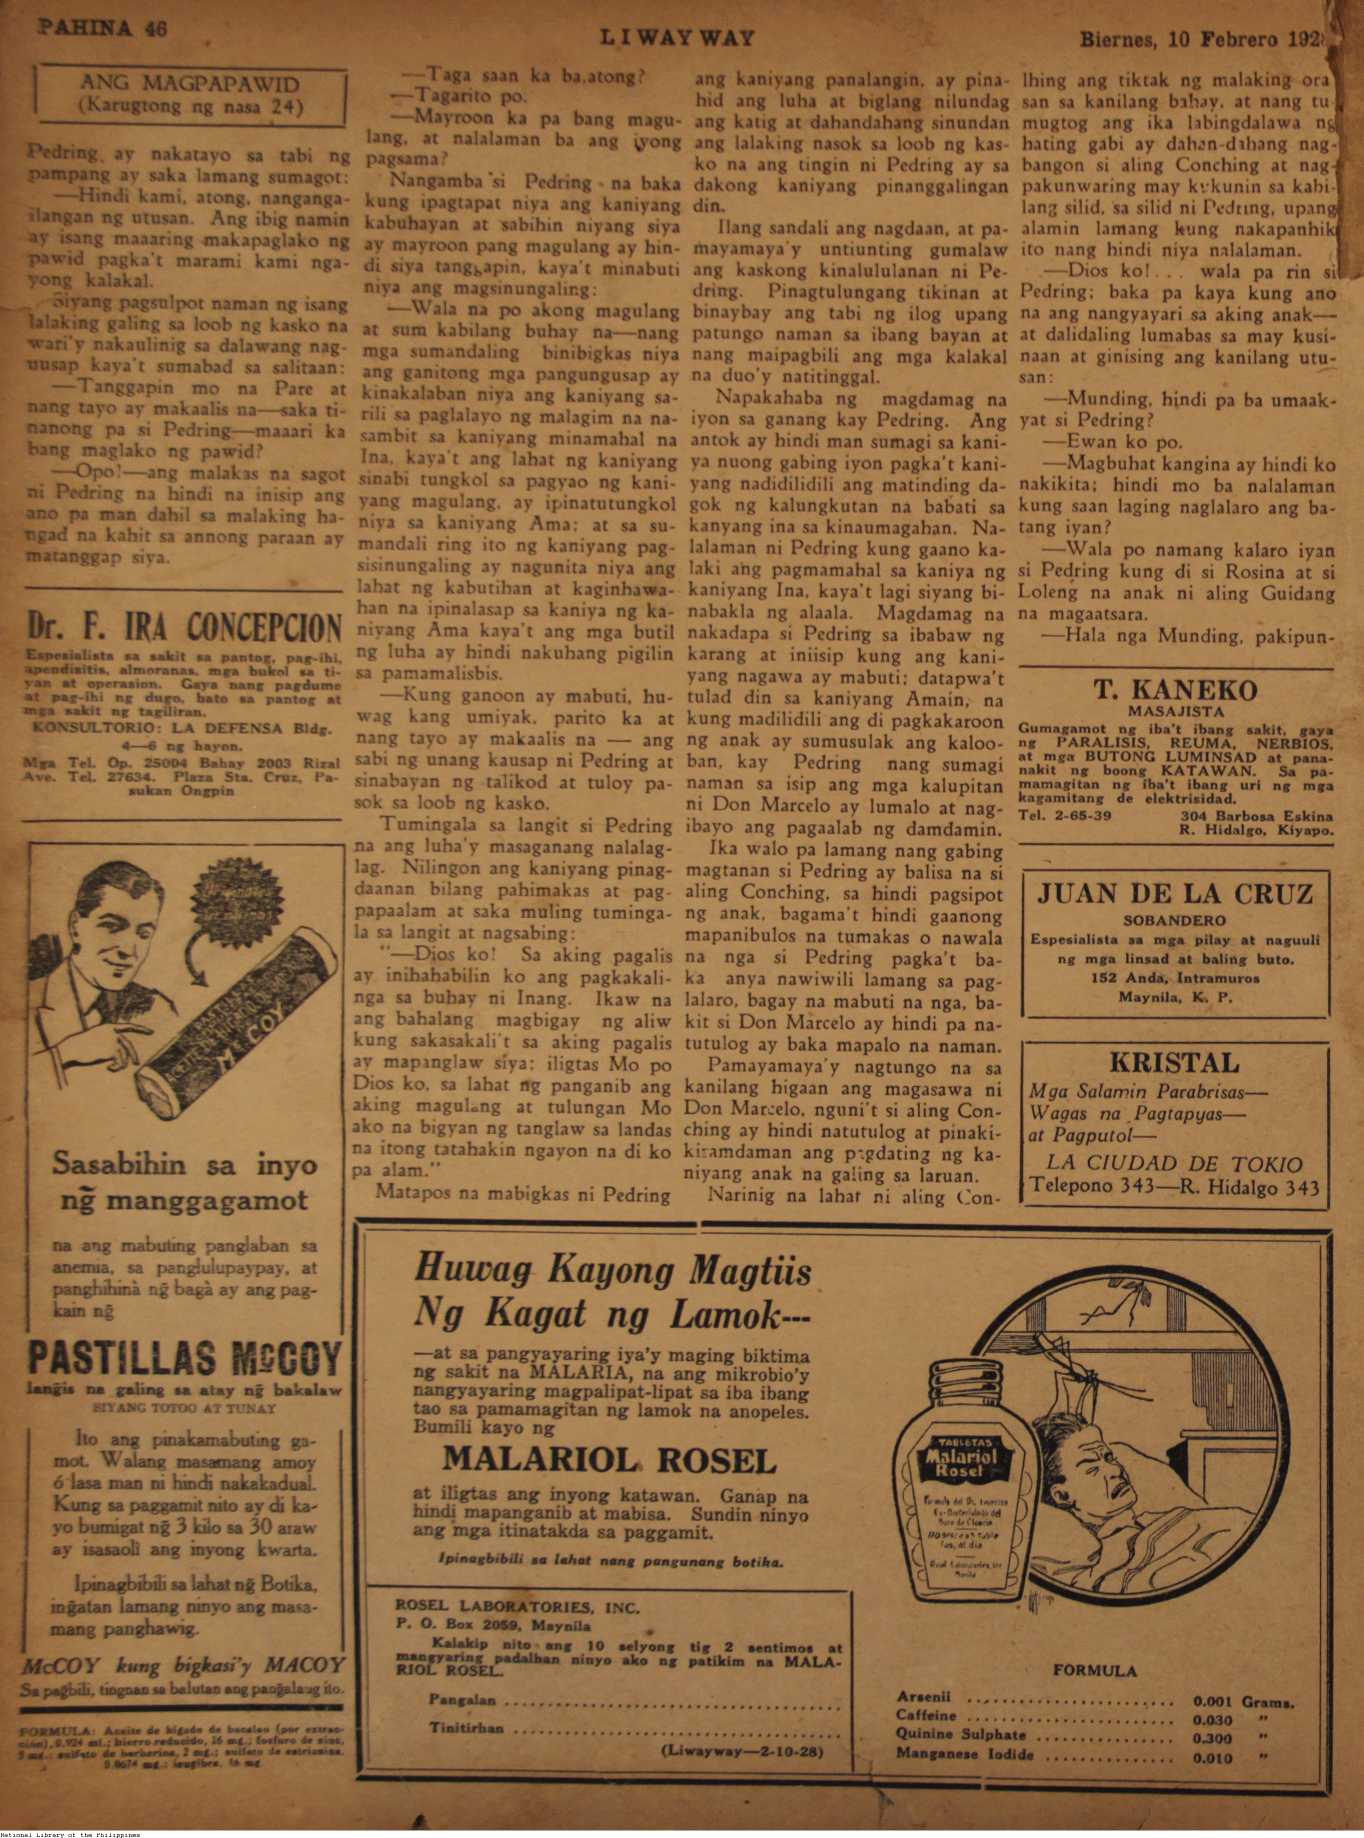 PAHINA 46
LIWAYWAY
Biernes, 10 Febrero 192
ANG MAGPAPAWID
(Karugtong ng nasa 24)
Pedring, ay nakatayo sa tabi ng
pampang ay saka lamang sumagot:
—Hindi kami, atong, nanganga-
ilangan ng utusan. Ang ibig namin
ay isang maaaring makapaglako ng
pawid pagka't marami kami nga-
yong kalakal.
Siyang pagsulpot naman ng isang
lalaking galing sa loob ng kasko na
wari'y nakaulinig sa dalawang nag-
uusap kaya't sumabad sa salitaan:
—Tanggapin mo na Pare at
nang tayo ay makaalis na—saka ti-
nanong pa si Pedring—maaari ka
bang maglako ng pawid?
—Opo!—ang malakas na sagot
ni Pedring na hindi na inisip ang
ano pa man dahil sa malaking ha-
ngad na kahit sa annong paraan ay
matanggap siya.
Dr. F. IRA CONCEPCION
Espesialista sa sakit sa pantog, pag-ihi,
apendisitis, almoranas, mga bukol sa ti-
yan at operasion. Gaya nang pagdume
at pag-ihi ng dugo, bato sa pantog at
mga sakit ng tagiliran.
KONSULTORIO: LA DEFENSA Bldg.
4—6 ng hayon.
Mga Tel. Op. 25004 Bahay 2003 Rizal
Ave. Tel. 27634. Plaza Sta. Cruz, Pa-
sukan Ongpin
McCOY
Sasabihin sa inyo
ng̃ manggagamot
na ang mabuting panglaban sa
anemia, sa panglulupaypay, at
panghihinà ng̃ bagà ay ang pag-
kain ng̃
PASTILLAS McCOY
lang̃is na galing sa atay ng̃ bakalaw
SIYANG TOTOO AT TUNAY
Ito ang pinakamabuting ga-
mot. Walang masamang amoy
ó lasa man ni hindi nakakadual.
Kung sa paggamit nito ay di ka-
yo bumigat ng̃ 3 kilo sa 30 araw
ay isasaoli ang inyong kwarta.
Ipinagbibili sa lahat ng̃ Botika,
ing̃atan lamang ninyo ang masa-
mang panghawig.
McCOY kung bigkasi'y MACOY
Sa pagbili, tingnan sa balutan ang pang̃alang ito.
FORMULA: Aceite de higado de bacalao (por extrac-
ción), 0.924 ml.; hierro reducido, 16 mg.; fosfuro de zinc,
3 mg.; sulfato de berberina, 2 mg.; sulfato de estricnina,
0.0674 mg.; jengibre, 16 mg
—Taga saan ka ba,atong?
—Tagarito po.
—Mayroon ka pa bang magu-
lang, at nalalaman ba ang iyong
pagsama?
Nangamba si Pedring na baka
kung ipagtapat niya ang kaniyang
kabuhayan at sabihin niyang siya
ay mayroon pang magulang ay hin-
di siya tanggapin, kaya't minabuti
niya ang magsinungaling:
—Wala na po akong magulang
at sum kabilang buhay na—nang
mga sumandaling binibigkas niya
ang ganitong mga pangungusap ay
kinakalaban niya ang kaniyang sa-
rili sa paglalayo ng malagim na na-
sambit sa kaniyang minamahal na
Ina, kaya't ang lahat ng kaniyang
sinabi tungkol sa pagyao ng kani-
yang magulang, ay ipinatutungkol
niya sa kaniyang Ama; at sa su-
mandali ring ito ng kaniyang pag-
sisinungaling ay nagunita niya ang
lahat ng kabutihan at kaginhawa-
han na ipinalasap sa kaniya ng ka-
niyang Ama kaya't ang mga butil
ng luha ay hindi nakuhang pigilin
sa pamamalisbis.
—Kung ganoon ay mabuti, hu-
wag kang umiyak, parito ka at
nang tayo ay makaalis na — ang
sabi ng unang kausap ni Pedring at
sinabayan ng talikod at tuloy pa-
sok sa loob ng kasko.
Tumingala sa langit si Pedring
na ang luha'y masaganang nalalag-
lag. Nilingon ang kaniyang pinag-
daanan bilang pahimakas at pag-
papaalam at saka muling tuminga-
la sa langit at nagsabing:
"—Dios ko! Sa aking pagalis
ay inihahabilin ko ang pagkakali-
nga sa buhay ni Inang. Ikaw na
ang bahalang magbigay ng aliw
kung sakasakali't sa aking pagalis
ay mapanglaw siya; iligtas Mo po
Dios ko, sa lahat ng panganib ang
aking magulang at tulungan Mo
ako na bigyan ng tanglaw sa landas
na itong tatahakin ngayon na di ko
pa alam."
Matapos na mabigkas ni Pedring
ang kaniyang panalangin, ay pina-
hid ang luha at biglang nilundag
ang katig at dahandahang sinundan
ang lalaking nasok sa loob ng kas-
ko na ang tingin ni Pedring ay sa
dakong kaniyang pinanggalingan
din.
Ilang sandali ang nagdaan, at pa-
mayamaya'y untiunting gumalaw
ang kaskong kinalululanan ni Pe-
dring. Pinagtulungang tikinan at
binaybay ang tabi ng ilog upang
patungo naman sa ibang bayan at
nang maipagbili ang mga kalakal
na duo'y natitinggal.
Napakahaba ng magdamag na
iyon sa ganang kay Pedring. Ang
antok ay hindi man sumagi sa kani-
ya nuong gabing iyon pagka't kani-
yang nadidilidili ang matinding da-
gok ng kalungkutan na babati sa
kanyang ina sa kinaumagahan. Na-
lalaman ni Pedring kung gaano ka-
laki ang pagmamahal sa kaniya ng
kaniyang Ina, kaya't lagi siyang bi-
nabakla ng alaala. Magdamag na
nakadapa si Pedring sa ibabaw ng
karang at iniisip kung ang kani-
yang nagawa ay mabuti; datapwa't
tulad din sa kaniyang Amain, na
kung madilidili ang di pagkakaroon
ng anak ay sumusulak ang kaloo-
ban, kay Pedring nang sumagi
naman sa isip ang mga kalupitan
ni Don Marcelo ay lumalo at nag-
ibayo ang pagaalab ng damdamin.
Ika walo pa lamang nang gabing
magtanan si Pedring ay balisa na si
aling Conching, sa hindi pagsipot
ng anak, bagama't hindi gaanong
mapanibulos na tumakas o nawala
na nga si Pedring pagka't ba-
ka anya nawiwili lamang sa pag-
lalaro, bagay na mabuti na nga, ba-
kit si Don Marcelo ay hindi pa na-
tutulog ay baka mapalo na naman.
Pamayamaya'y nagtungo na sa
kanilang higaan ang magasawa ni
Don Marcelo, nguni't si aling Con-
ching ay hindi natutulog at pinaki-
kiramdaman ang pagdating ng ka-
niyang anak na galing sa laruan.
Narinig na lahat ni aling Con-
lhing ang tiktak ng malaking ora
san sa kanilang bahay, at nang tu
mugtog ang ika labingdalawa ng
hating gabi ay dahan-dahang nag-
bangon si aling Conching at nag-
pakunwaring may kukunin sa kabi-
lang silid, sa silid ni Pedring, upang
alamin lamang kung nakapanhik
ito nang hindi niya nalalaman.
—Dios ko!... wala pa rin si
Pedring; baka pa kaya kung ano
na ang nangyayari sa aking anak—
at dalidaling lumabas sa may kusi-
naan at ginising ang kanilang utu-
san:
—Munding, hindi pa ba umaak-
yat si Pedring?
—Ewan ko po.
—Magbuhat kangina ay hindi ko
nakikita; hindi mo ba nalalaman
kung saan laging naglalaro ang ba-
tang iyan?
—Wala po namang kalaro iyan
si Pedring kung di si Rosina at si
Loleng na anak ni aling Guidang
na magaatsara.
—Hala nga Munding, pakipun-
T. KANEKO
MASAJISTA
Gumagamot ng iba't ibang sakit, gaya
ng PARALISIS, REUMA, NERBIOS,
at mga BUTONG LUMINSAD at pana-
nakit ng boong KATAWAN. Sa pa-
mamagitan ng iba't ibang uri ng mga
kagamitang de elektrisidad.
Tel. 2-65-39 304 Barbosa Eskina
R. Hidalgo, Kiyapo.
JUAN DE LA CRUZ
SOBANDERO
Espesialista sa mga pilay at naguuli
ng mga linsad at baling buto.
152 Anda, Intramuros
Maynila, K. P.
KRISTAL
Mga Salamin Parabrisas—
Wagas na Pagtapyas—
at Pagputol—
LA CIUDAD DE TOKIO
Telepono 343—R. Hidalgo 343
Huwag Kayong Magtiis
Ng Kagat ng Lamok---
—at sa pangyayaring iya'y maging biktima
ng sakit na MALARIA, na ang mikrobio'y
nangyayaring magpalipat-lipat sa iba ibang
tao sa pamamagitan ng lamok na anopeles.
Bumili kayo ng
MALARIOL ROSEL
at iligtas ang inyong katawan. Ganap na
hindi mapanganib at mabisa. Sundin ninyo
ang mga itinatakda sa paggamit.
Ipinagbibili sa lahat nang pangunang botika.
ROSEL LABORATORIES, INC.
P. O. Box 2059, Maynila
Kalakip nito ang 10 selyong tig 2 sentimos at
mangyaring padalhan ninyo ako ng patikim na MALA-
RIOL ROSEL.
Pangalan
Tinitirhan
(Liwayway—2-10-28)
TABLETAS
Malariol
Rosel
FORMULA
Arsenii 0.001 Grams.
Caffeine 0.030 "
Quinine Sulphate 0.300 "
Manganese Iodide 0.010 "
National Library of the Philippines